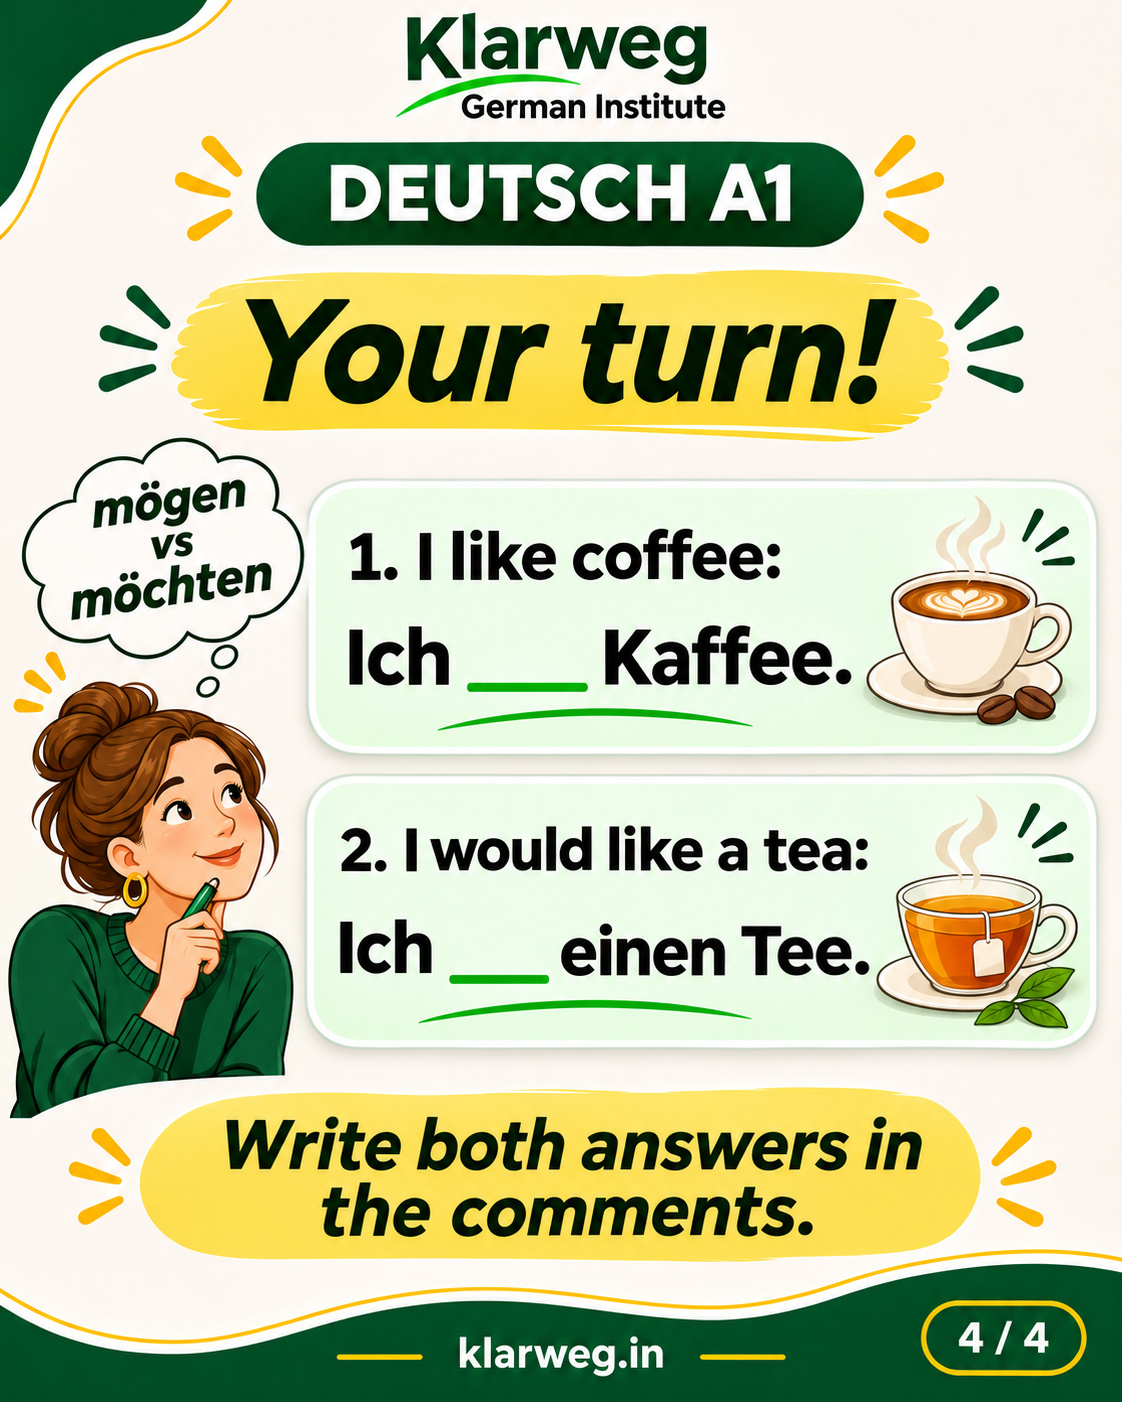 Klarweg
German Institute
DEUTSCH A1
Your turn!
mögen
vs
möchten
1. I like coffee:
Ich ___ Kaffee.
2. I would like a tea:
Ich ___ einen Tee.
Write both answers in
the comments.
klarweg.in
4 / 4